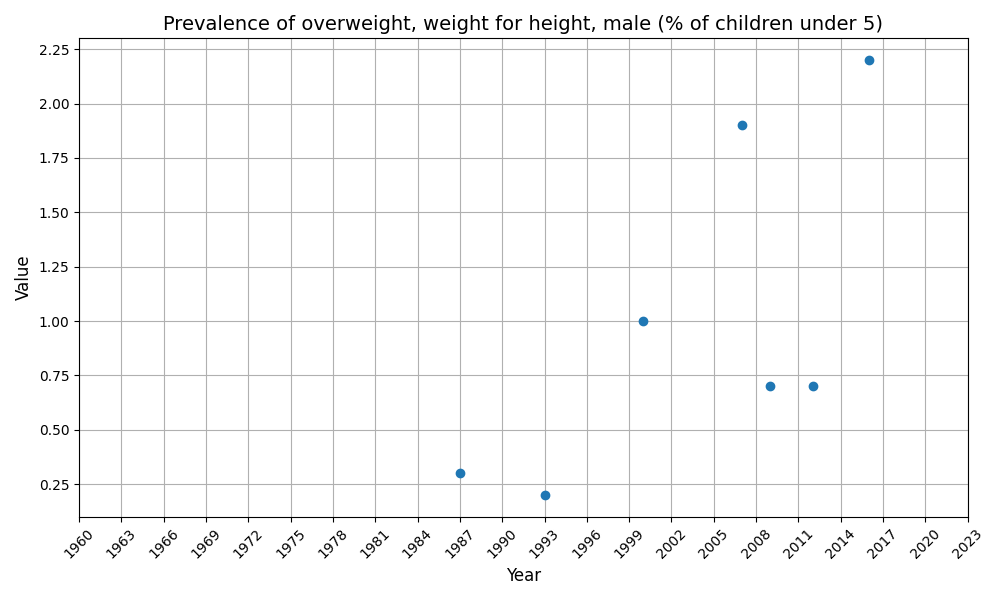 Prevalence of overweight, weight for height, male (% of children under 5)
2.25
2.00
1.75
1.50
1.25
1.00
0.75
0.50
0.25
Value
1960 1963 1966 1969 1972 1975 1978 1981 1984 1987 1990 1993 1996 1999 2002 2005 2008 2011 2014 2017 2020 2023
Year